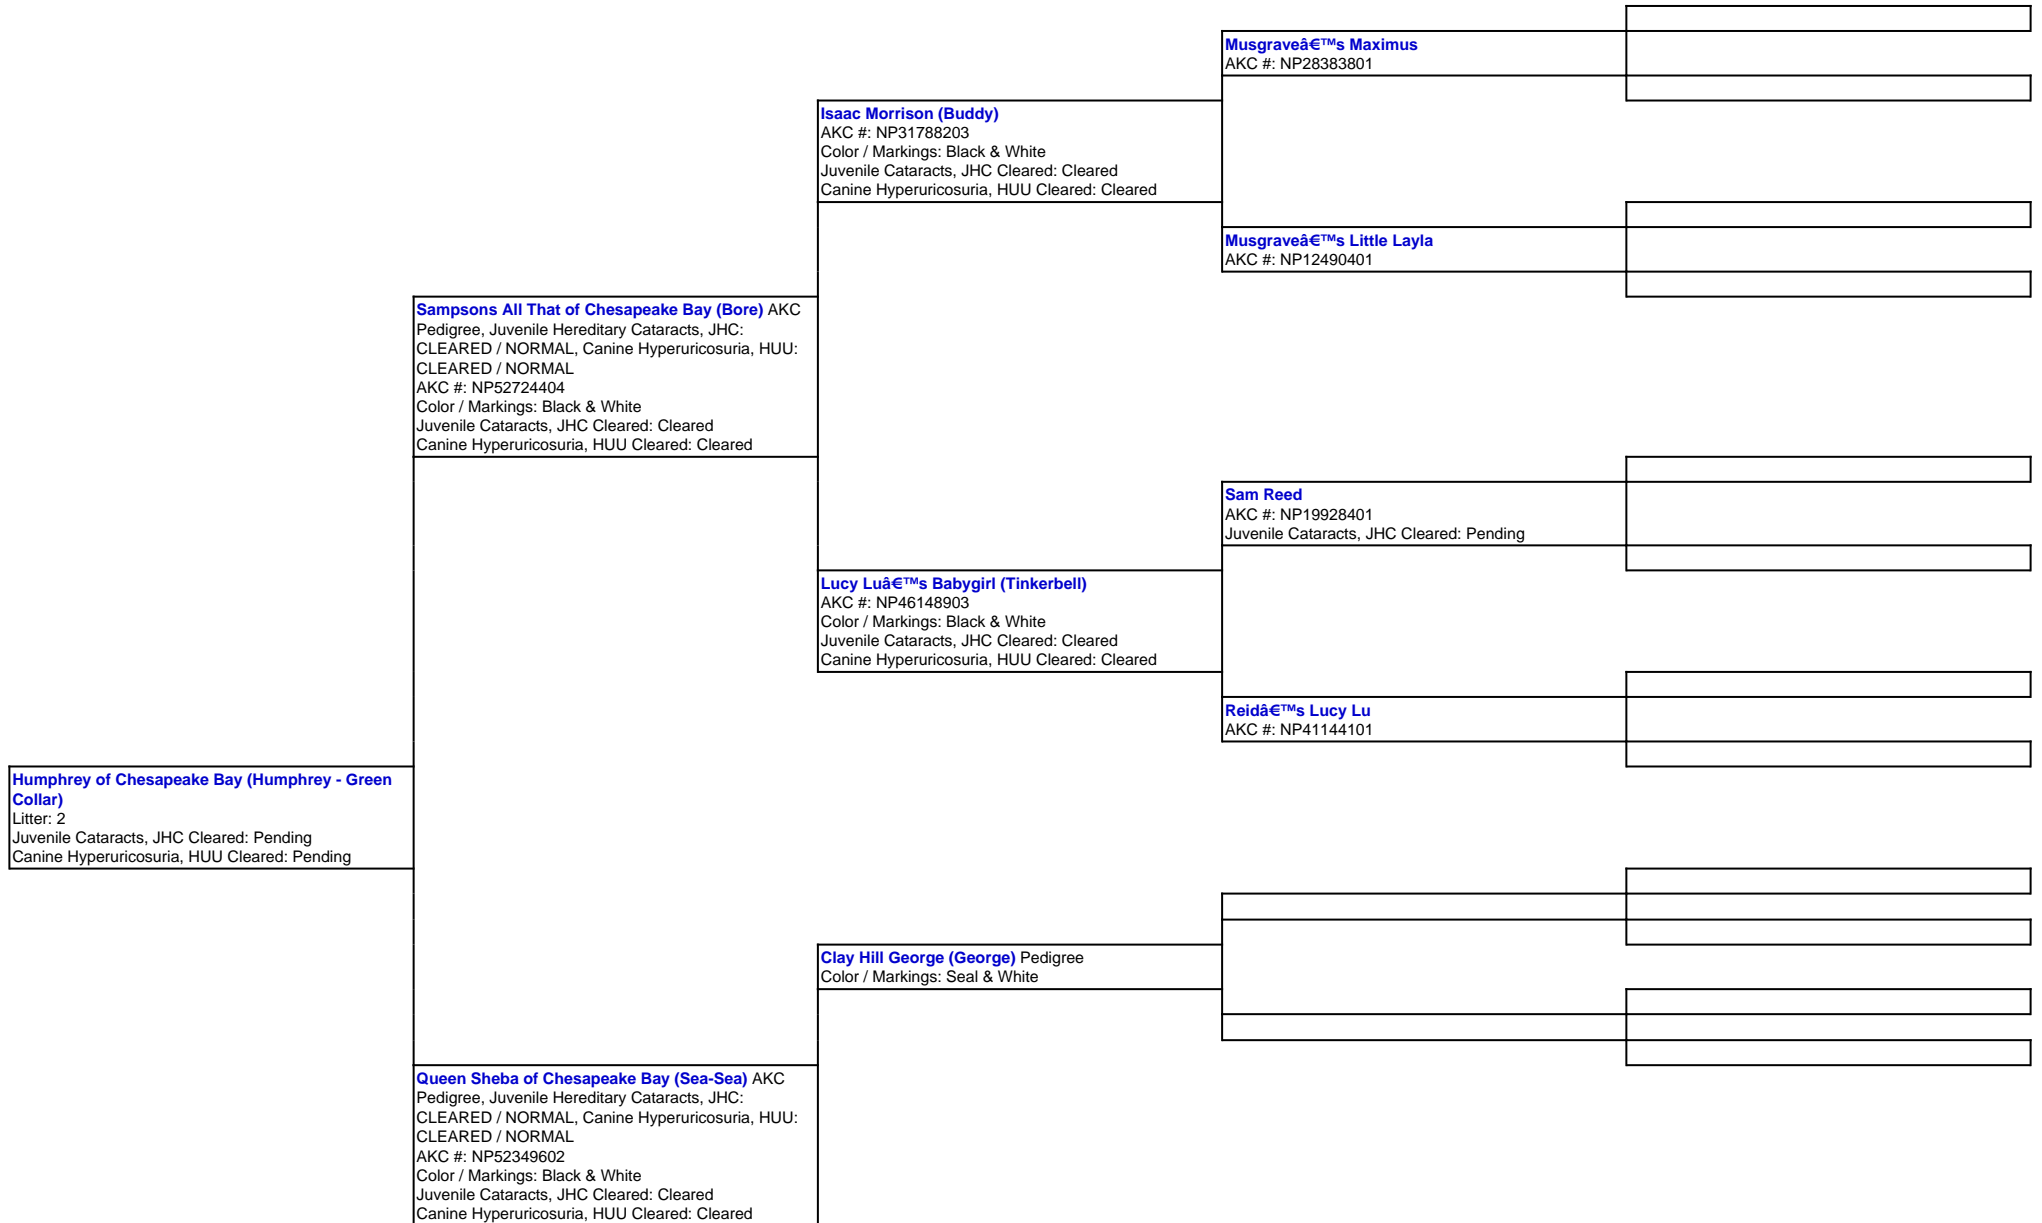 Musgraveâ€™s Maximus
AKC #: NP28383801
Isaac Morrison (Buddy)
AKC #: NP31788203
Color / Markings: Black & White
Juvenile Cataracts, JHC Cleared: Cleared
Canine Hyperuricosuria, HUU Cleared: Cleared
Musgraveâ€™s Little Layla
AKC #: NP12490401
Sampsons All That of Chesapeake Bay (Bore) AKC
Pedigree, Juvenile Hereditary Cataracts, JHC:
CLEARED / NORMAL, Canine Hyperuricosuria, HUU:
CLEARED / NORMAL
AKC #: NP52724404
Color / Markings: Black & White
Juvenile Cataracts, JHC Cleared: Cleared
Canine Hyperuricosuria, HUU Cleared: Cleared
Sam Reed
AKC #: NP19928401
Juvenile Cataracts, JHC Cleared: Pending
Lucy Luâ€™s Babygirl (Tinkerbell)
AKC #: NP46148903
Color / Markings: Black & White
Juvenile Cataracts, JHC Cleared: Cleared
Canine Hyperuricosuria, HUU Cleared: Cleared
Reidâ€™s Lucy Lu
AKC #: NP41144101
Humphrey of Chesapeake Bay (Humphrey - Green
Collar)
Litter: 2
Juvenile Cataracts, JHC Cleared: Pending
Canine Hyperuricosuria, HUU Cleared: Pending
Clay Hill George (George) Pedigree
Color / Markings: Seal & White
Queen Sheba of Chesapeake Bay (Sea-Sea) AKC
Pedigree, Juvenile Hereditary Cataracts, JHC:
CLEARED / NORMAL, Canine Hyperuricosuria, HUU:
CLEARED / NORMAL
AKC #: NP52349602
Color / Markings: Black & White
Juvenile Cataracts, JHC Cleared: Cleared
Canine Hyperuricosuria, HUU Cleared: Cleared